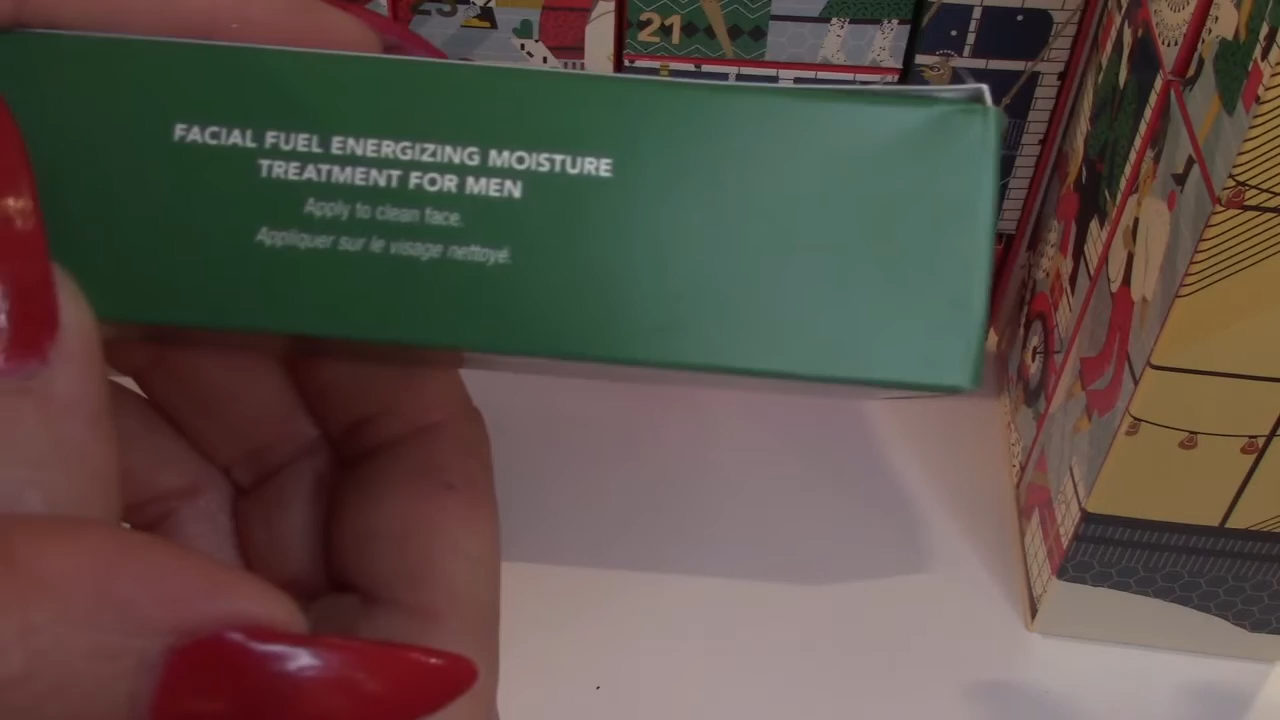 21
FACIAL FUEL ENERGIZING MOISTURE
TREATMENT FOR MEN
Apply to clean face.
Appliquer sur le visage nettoyé.